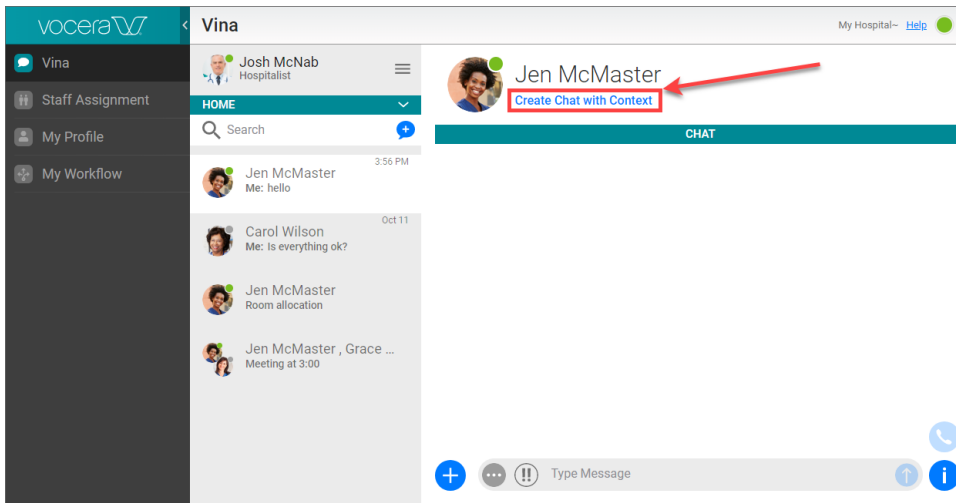 vocera
Vina
My Hospital~ Help
Vina
Staff Assignment
My Profile
My Workflow
Josh McNab
Hospitalist
HOME
Search
3:56 PM
Jen McMaster
Me: hello
Oct 11
Carol Wilson
Me: Is everything ok?
Jen McMaster
Room allocation
Jen McMaster , Grace ...
Meeting at 3:00
Jen McMaster
Create Chat with Context
CHAT
Type Message